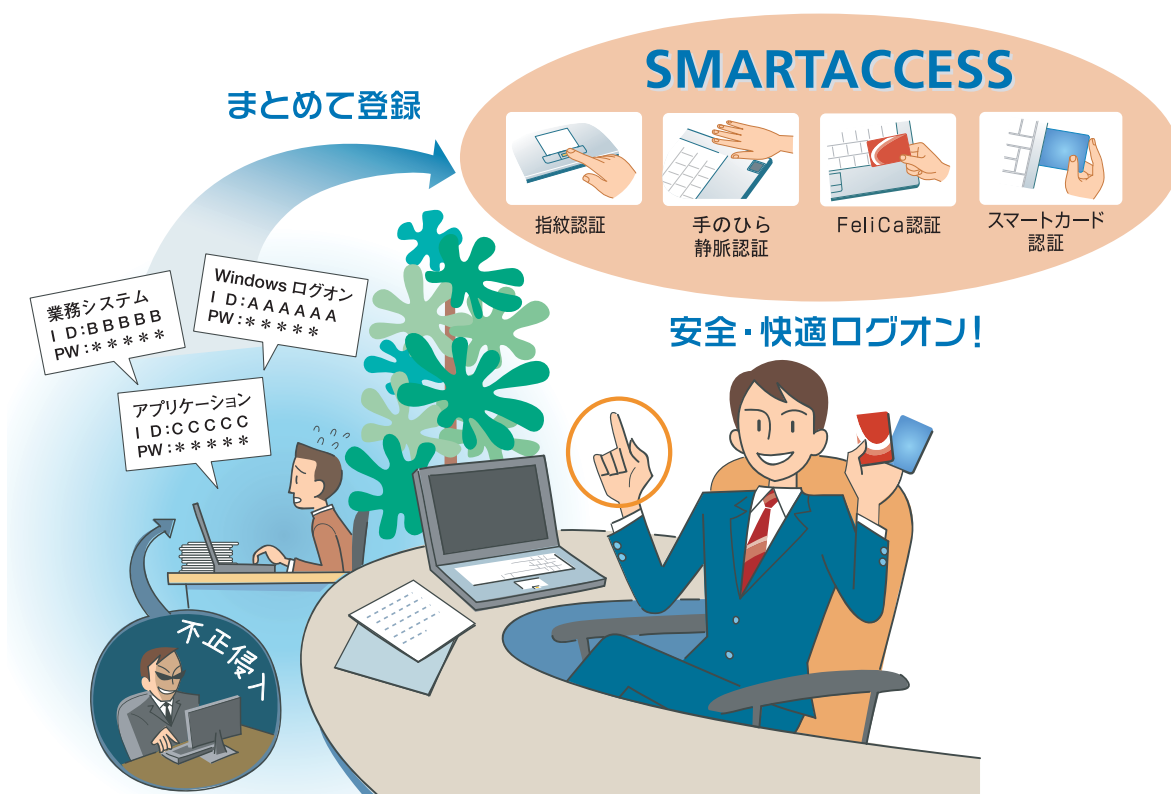 SMARTACCESS
まとめて登録
指紋認証
手のひら
静脈認証
FeliCa認証
スマートカード
認証
業務システム
I D:BBBBB
PW:*****
Windows ログオン
I D:AAAAAA
PW:*****
アプリケーション
I D:CCCCC
PW:*****
安全・快適ログオン!
不正侵入